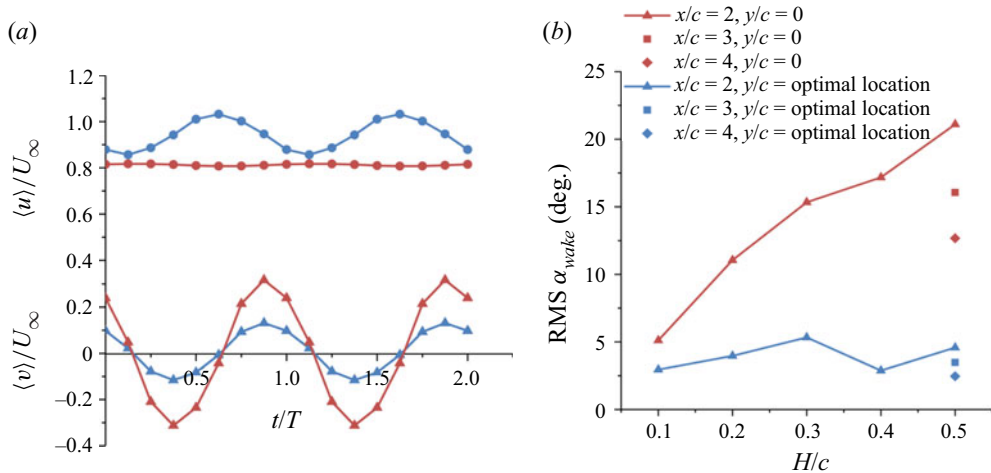 (a)
1.2
1.0
0.8
0.6
0.4
0.2
0
–0.2
–0.4
⟨u⟩/U∞
⟨v⟩/U∞
0.5
1.0
1.5
2.0
t/T
(b)
x/c = 2, y/c = 0
x/c = 3, y/c = 0
x/c = 4, y/c = 0
x/c = 2, y/c = optimal location
x/c = 3, y/c = optimal location
x/c = 4, y/c = optimal location
25
20
15
10
5
0
RMS α wake (deg.)
0.1
0.2
0.3
0.4
0.5
H/c